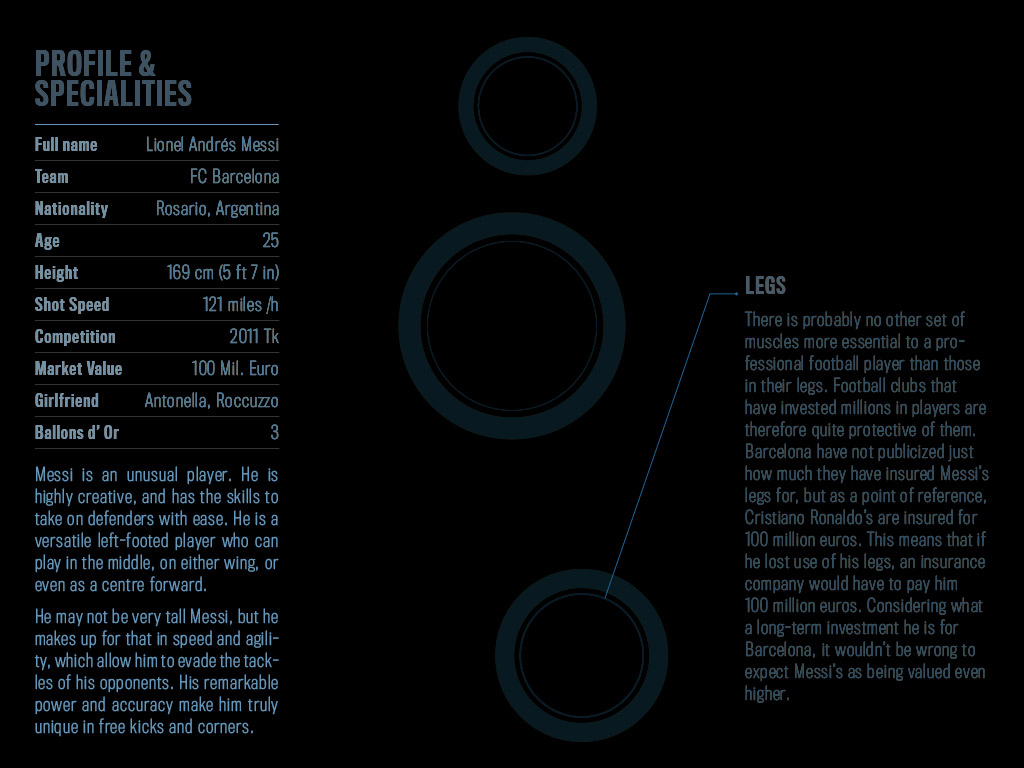 PROFILE &
SPECIALITIES
Full name Lionel Andrés Messi
Team FC Barcelona
Nationality Rosario, Argentina
Age 25
Height 169 cm (5 ft 7 in)
Shot Speed 121 miles /h
Competition 2011 Tk
Market Value 100 Mil. Euro
Girlfriend Antonella, Roccuzzo
Ballons d' Or 3
Messi is an unusual player. He is
highly creative, and has the skills to
take on defenders with ease. He is a
versatile left-footed player who can
play in the middle, on either wing, or
even as a centre forward.
He may not be very tall Messi, but he
makes up for that in speed and agili-
ty, which allow him to evade the tack-
les of his opponents. His remarkable
power and accuracy make him truly
unique in free kicks and corners.
LEGS
There is probably no other set of
muscles more essential to a pro-
fessional football player than those
in their legs. Football clubs that
have invested millions in players are
therefore quite protective of them.
Barcelona have not publicized just
how much they have insured Messi's
legs for, but as a point of reference,
Cristiano Ronaldo's are insured for
100 million euros. This means that if
he lost use of his legs, an insurance
company would have to pay him
100 million euros. Considering what
a long-term investment he is for
Barcelona, it wouldn't be wrong to
expect Messi's as being valued even
higher.